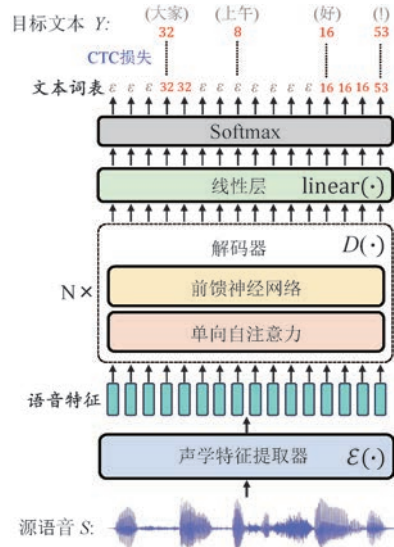 (大家) (上午) (好) (!)
目标文本 Y: 32 8 16 53
CTC损失
文本词表 ε ε ε 32 32 ε ε 8 ε ε ε ε 16 16 16 53
Softmax
线性层 linear(·)
解码器 D(·)
前馈神经网络
N×
单向自注意力
语音特征
声学特征提取器 ℰ(·)
源语音 S: